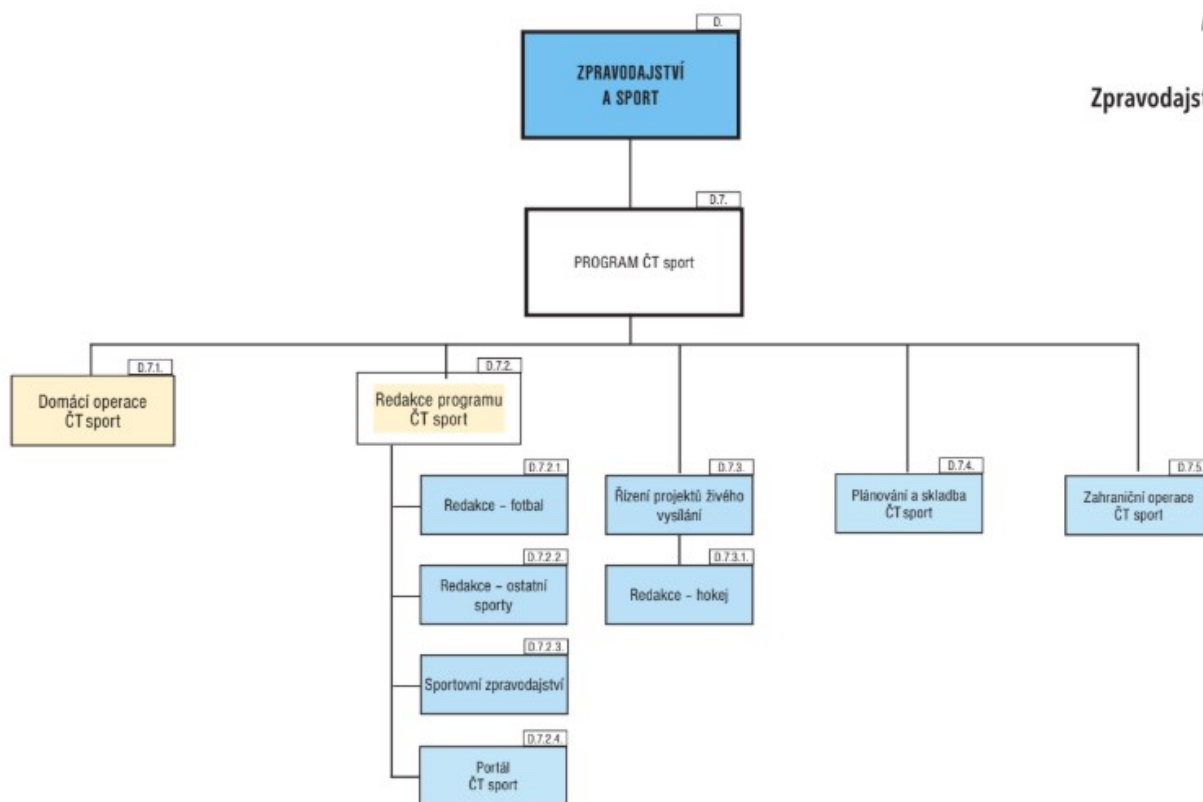 D.
ZPRAVODAJSTVÍ
A SPORT
Zpravodajst
D.7.
PROGRAM ČT sport
D.7.1.
Domácí operace
ČT sport
D.7.2.
Redakce programu
ČT sport
D.7.2.1.
Redakce – fotbal
D.7.3.
Řízení projektů živého
vysílání
D.7.4.
Plánování a skladba
ČT sport
D.7.5.
Zahraniční operace
ČT sport
D.7.2.2.
Redakce – ostatní
sporty
D.7.3.1.
Redakce – hokej
D.7.2.3.
Sportovní zpravodajství
D.7.2.4.
Portál
ČT sport